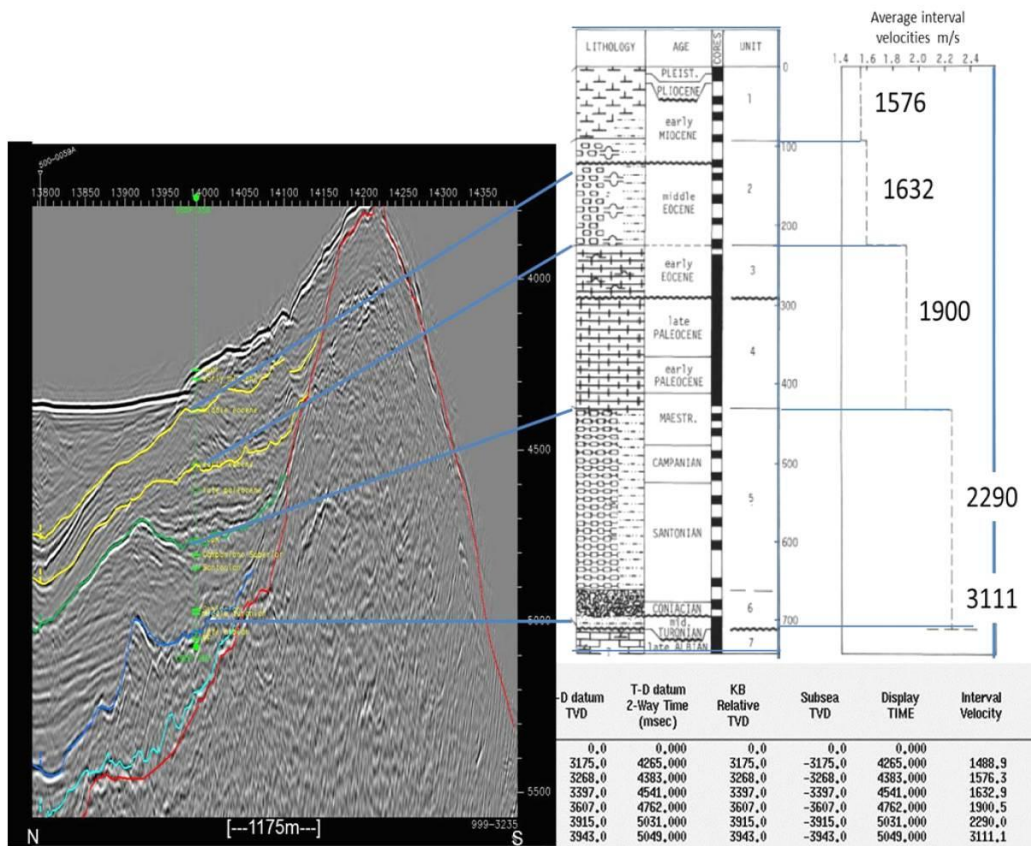 Average interval
velocities m/s
1.4 1.6 1.8 2.0 2.2 2.4
LITHOLOGY AGE CORES UNIT
0
100
200
300
400
500
600
700
PLEIST.
PLIOCENE
early
MIOCENE
middle
EOCENE
early
EOCENE
late
PALEOCENE
early
PALEOCENE
MAESTR.
CAMPANIAN
SANTONIAN
CONIACIAN
mid.
TURONIAN
late ALBIAN
1
2
3
4
5
6
7
1576
1632
1900
2290
3111
500-0059A
13800 13850 13900 13950 14000 14050 14100 14150 14200 14250 14300 14350
4000
4500
5000
5500
[---1175m---]
999-3235
N S
-D datum
TVD
T-D datum
2-Way Time
(msec)
KB
Relative
TVD
Subsea
TVD
Display
TIME
Interval
Velocity
0.0 0.000 0.0 0.0 0.000
3175.0 4265.000 3175.0 -3175.0 4265.000 1488.9
3268.0 4383.000 3268.0 -3268.0 4383.000 1576.3
3397.0 4541.000 3397.0 -3397.0 4541.000 1632.9
3607.0 4762.000 3607.0 -3607.0 4762.000 1900.5
3915.0 5031.000 3915.0 -3915.0 5031.000 2290.0
3943.0 5049.000 3943.0 -3943.0 5049.000 3111.1